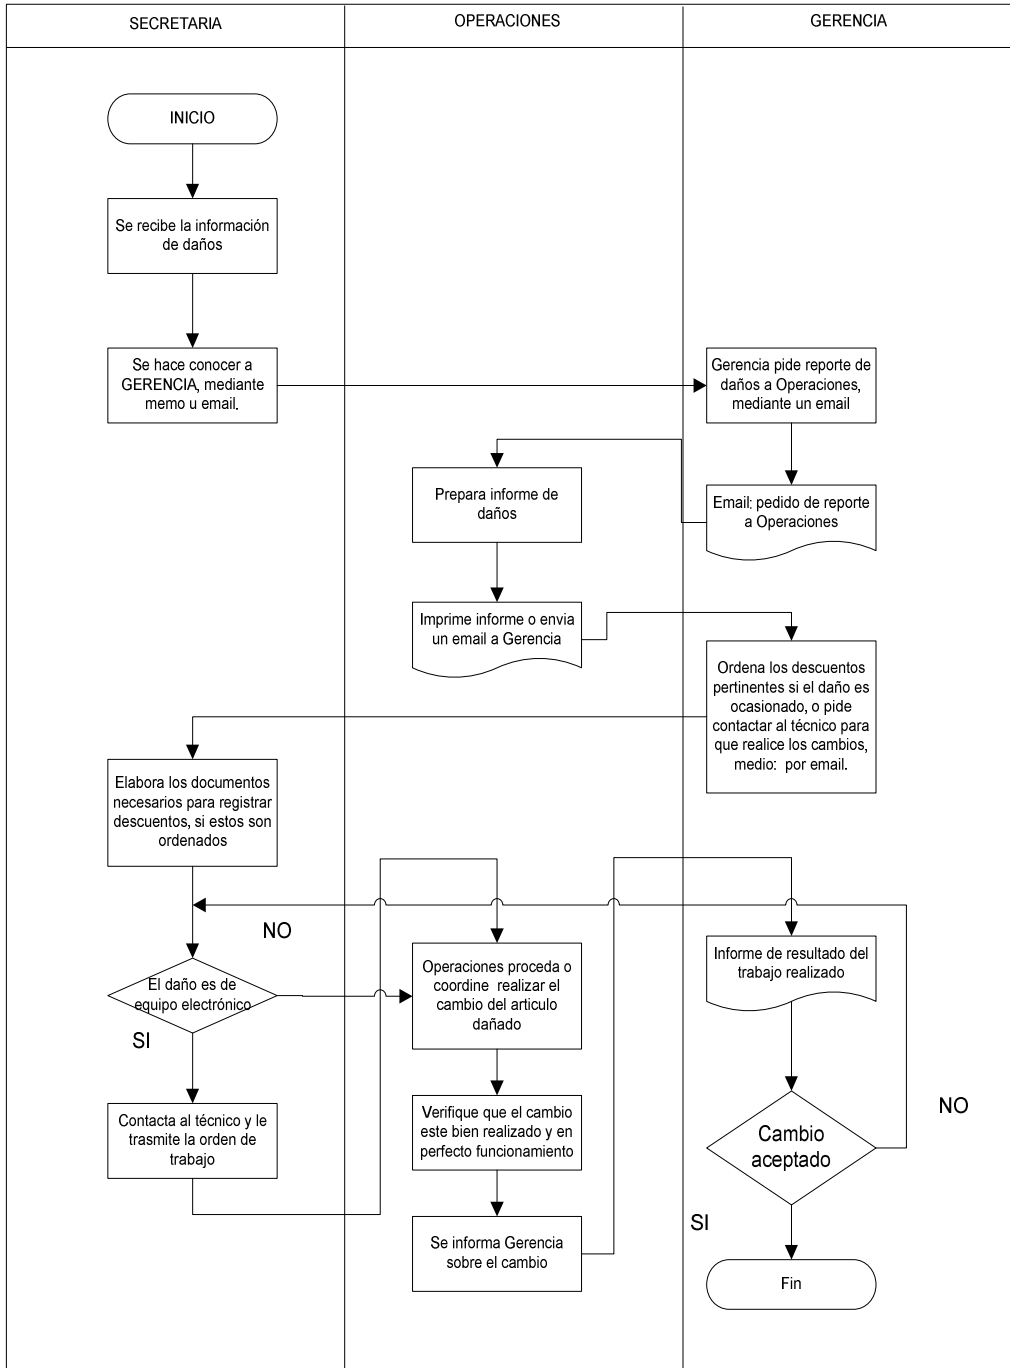 SECRETARIA
OPERACIONES
GERENCIA
INICIO
Se recibe la información
de daños
Se hace conocer a
GERENCIA, mediante
memo u email.
Gerencia pide reporte de
daños a Operaciones,
mediante un email
Email: pedido de reporte
a Operaciones
Prepara informe de
daños
Imprime informe o envia
un email a Gerencia
Ordena los descuentos
pertinentes si el daño es
ocasionado, o pide
contactar al técnico para
que realice los cambios,
medio: por email.
Elabora los documentos
necesarios para registrar
descuentos, si estos son
ordenados
NO
El daño es de
equipo electrónico
SI
Contacta al técnico y le
trasmite la orden de
trabajo
Operaciones proceda o
coordine realizar el
cambio del articulo
dañado
Verifique que el cambio
este bien realizado y en
perfecto funcionamiento
Se informa Gerencia
sobre el cambio
Informe de resultado del
trabajo realizado
Cambio
aceptado
NO
SI
Fin